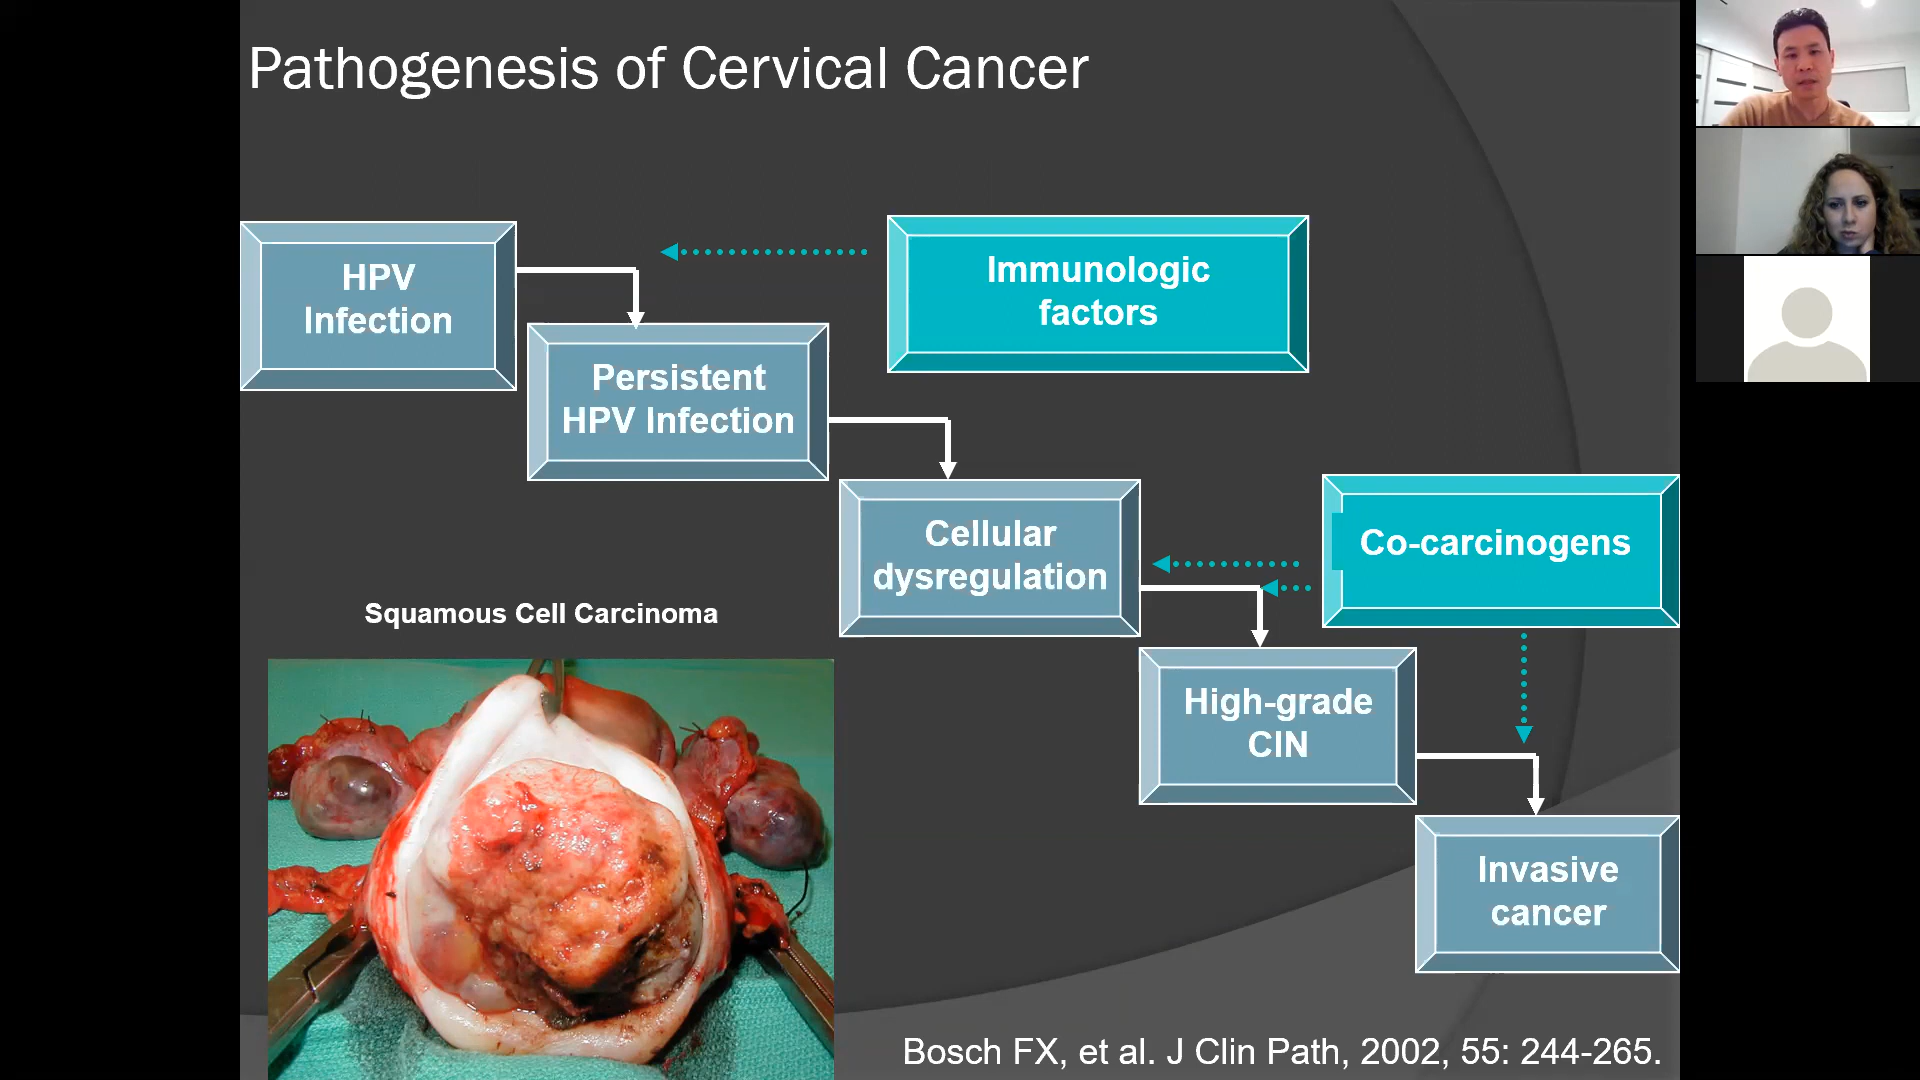 Pathogenesis of Cervical Cancer
HPV
Infection
Immunologic
factors
Persistent
HPV Infection
Cellular
dysregulation
Co-carcinogens
Squamous Cell Carcinoma
High-grade
CIN
Invasive
cancer
Bosch FX, et al. J Clin Path, 2002, 55: 244-265.